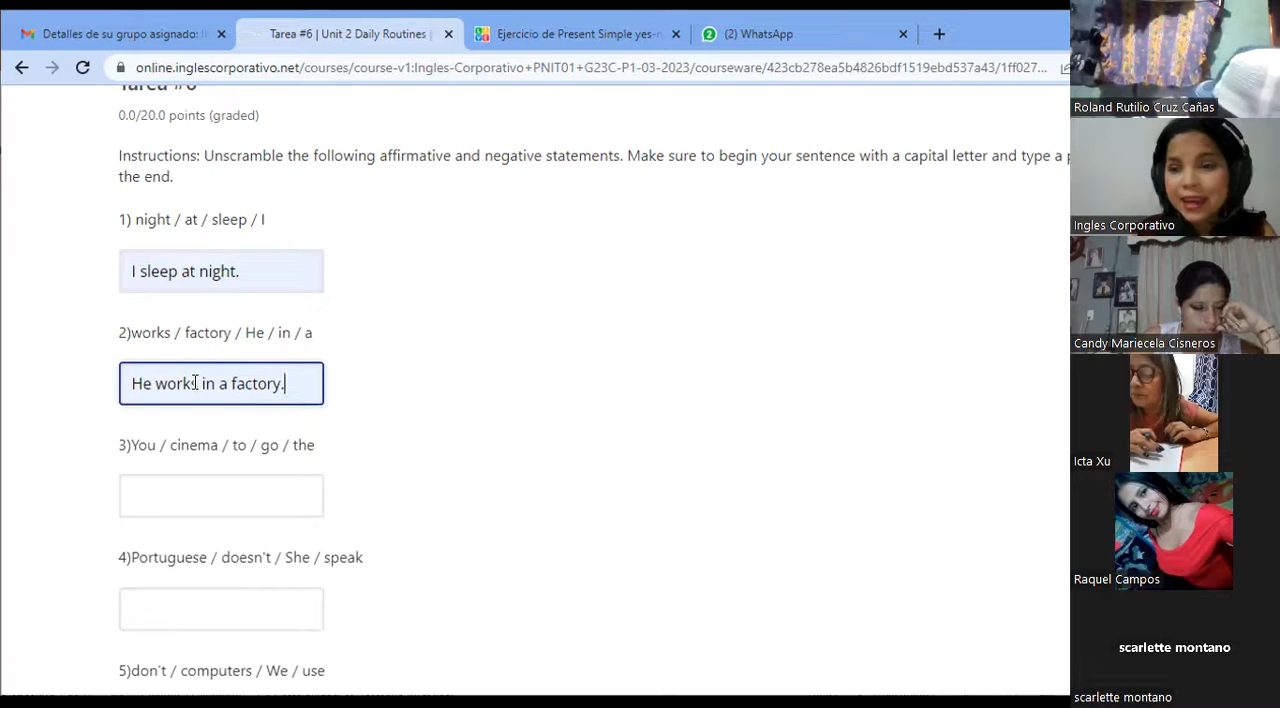 Detalles de su grupo asignado: I
Tarea #6 | Unit 2 Daily Routines |
Ejercicio de Present Simple yes-n
(2) WhatsApp
online.inglescorporativo.net/courses/course-v1:Ingles-Corporativo+PNIT01+G23C-P1-03-2023/courseware/423cb278ea5b4826bdf1519ebd537a43/1ff027...
Tarea #6
0.0/20.0 points (graded)
Instructions: Unscramble the following affirmative and negative statements. Make sure to begin your sentence with a capital letter and type a p
the end.
1) night / at / sleep / I
I sleep at night.
2)works / factory / He / in / a
He works in a factory.
3)You / cinema / to / go / the
4)Portuguese / doesn't / She / speak
5)don't / computers / We / use
Roland Rutilio Cruz Cañas
Ingles Corporativo
Candy Mariecela Cisneros
Icta Xu
Raquel Campos
scarlette montano
scarlette montano